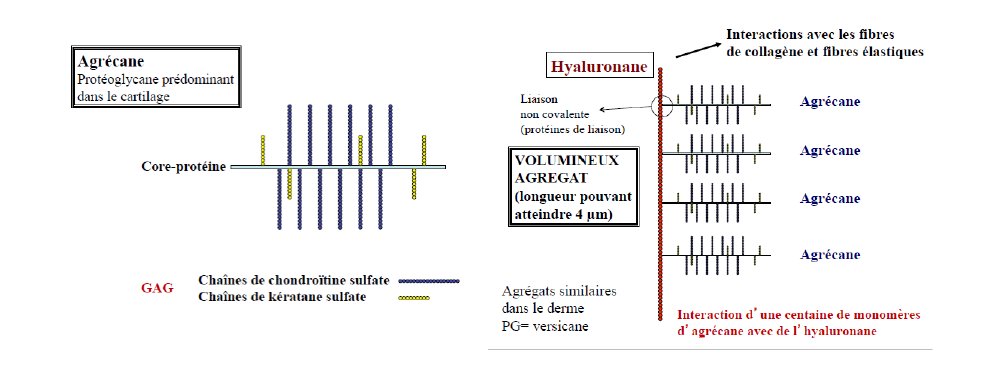 Agrécane
Protéoglycane prédominant
dans le cartilage
Core-protéine
GAG
Chaînes de chondroïtine sulfate
Chaînes de kératane sulfate
Interactions avec les fibres
de collagène et fibres élastiques
Hyaluronane
Liaison
non covalente
(protéines de liaison)
Agrécane
VOLUMINEUX
AGREGAT
(longueur pouvant
atteindre 4 µm)
Agrécane
Agrécane
Agrécane
Agrégats similaires
dans le derme
PG= versicane
Interaction d’une centaine de monomères
d’agrécane avec de l’hyaluronane